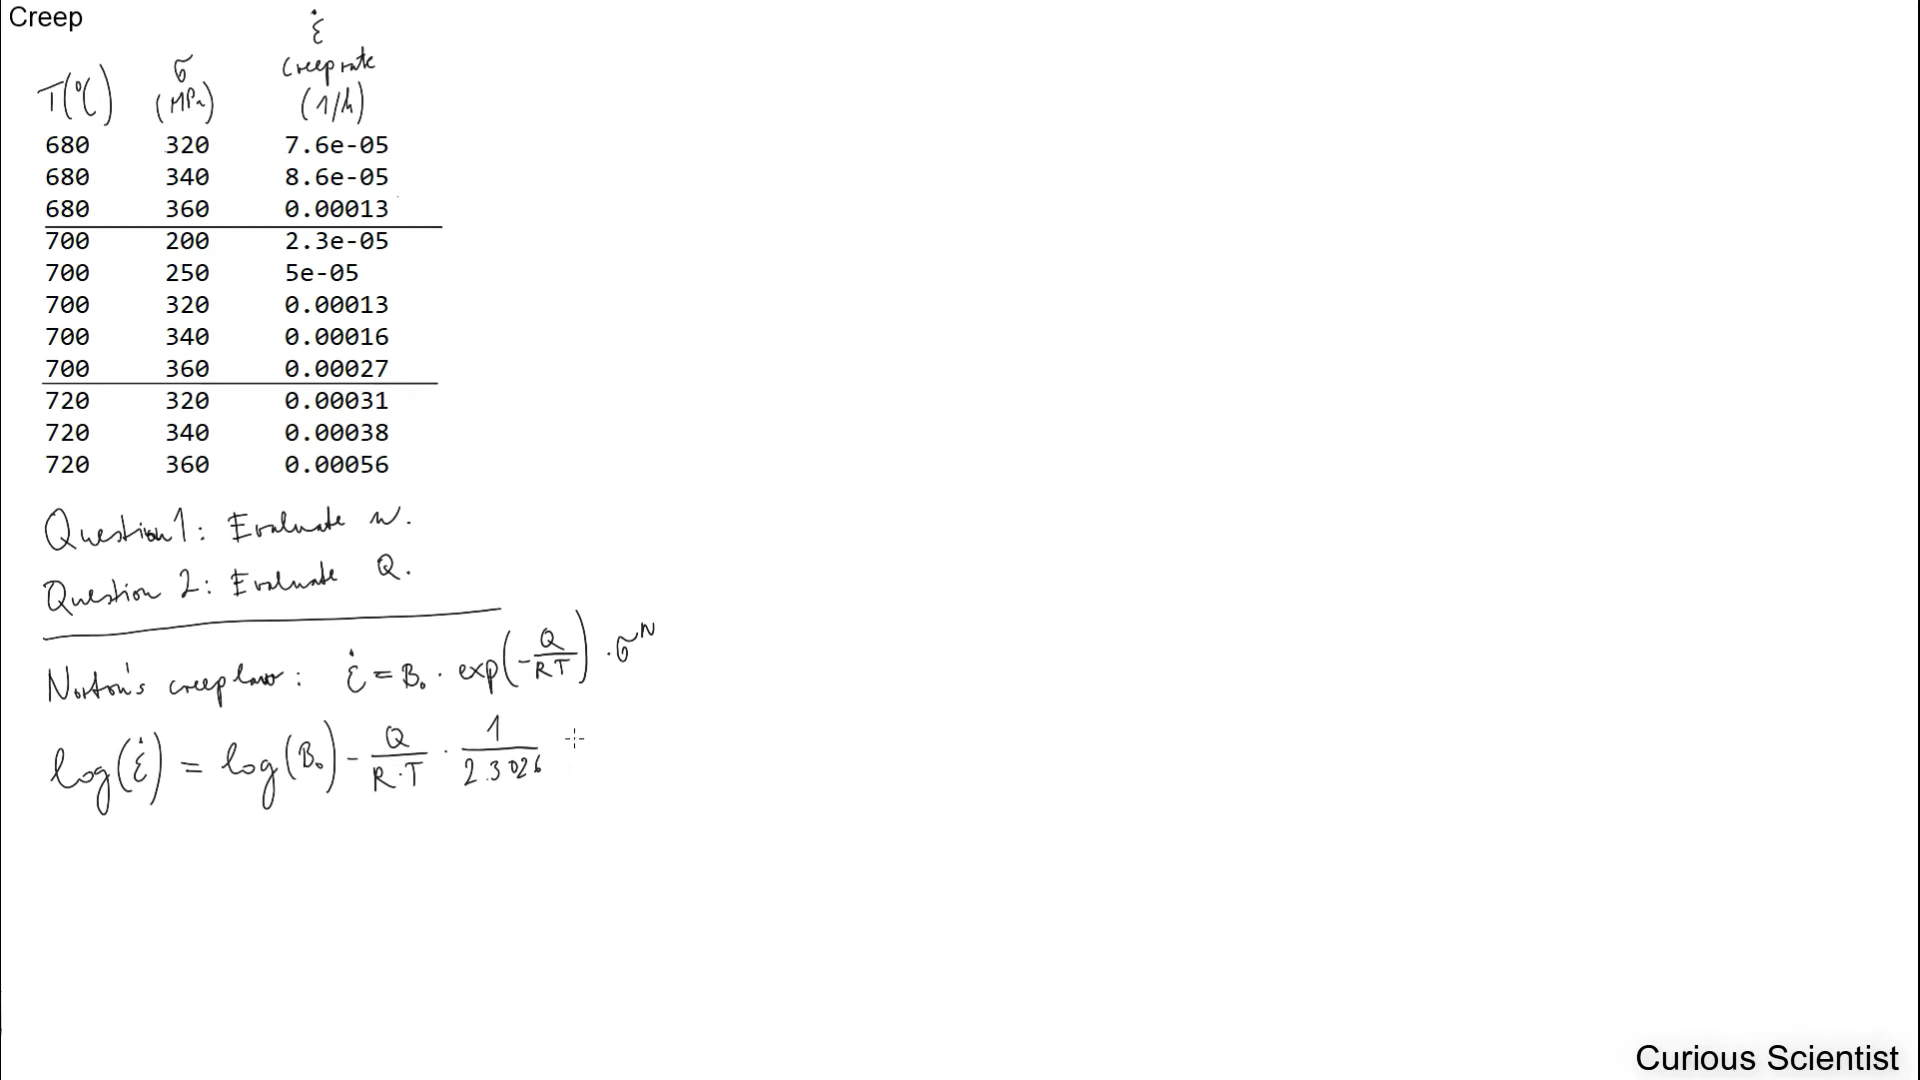 Creep
T(°C) σ (MPa) ε̇ creep rate (1/h)
680 320 7.6e-05
680 340 8.6e-05
680 360 0.00013
700 200 2.3e-05
700 250 5e-05
700 320 0.00013
700 340 0.00016
700 360 0.00027
720 320 0.00031
720 340 0.00038
720 360 0.00056
Question 1: Evaluate n.
Question 2: Evaluate Q.
Norton's creep law: ε̇ = B₀ · exp(-Q/RT) · σᴺ
log(ε̇) = log(B₀) - Q/R·T · 1/2.3026
Curious Scientist